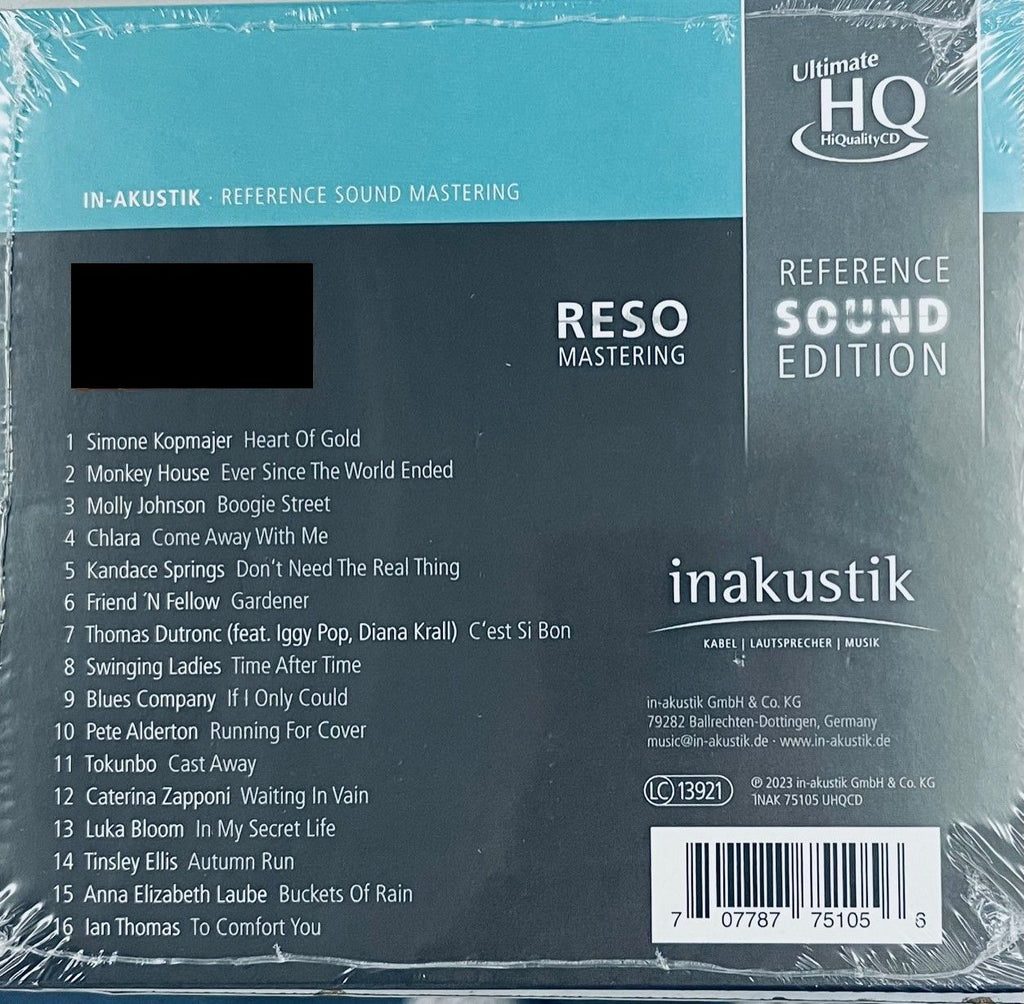 Ultimate
HQ
HiQualityCD
IN-AKUSTIK · REFERENCE SOUND MASTERING
REFERENCE
SOUND
EDITION
RESO
MASTERING
1 Simone Kopmajer Heart Of Gold
2 Monkey House Ever Since The World Ended
3 Molly Johnson Boogie Street
4 Chlara Come Away With Me
5 Kandace Springs Don‘t Need The Real Thing
6 Friend ´N Fellow Gardener
7 Thomas Dutronc (feat. Iggy Pop, Diana Krall) C‘est Si Bon
8 Swinging Ladies Time After Time
9 Blues Company If I Only Could
10 Pete Alderton Running For Cover
11 Tokunbo Cast Away
12 Caterina Zapponi Waiting In Vain
13 Luka Bloom In My Secret Life
14 Tinsley Ellis Autumn Run
15 Anna Elizabeth Laube Buckets Of Rain
16 Ian Thomas To Comfort You
inakustik
KABEL | LAUTSPRECHER | MUSIK
in-akustik GmbH & Co. KG
79282 Ballrechten-Dottingen, Germany
music@in-akustik.de · www.in-akustik.de
LC 13921
℗ 2023 in-akustik GmbH & Co. KG
INAK 75105 UHQCD
7 07787 75105 6